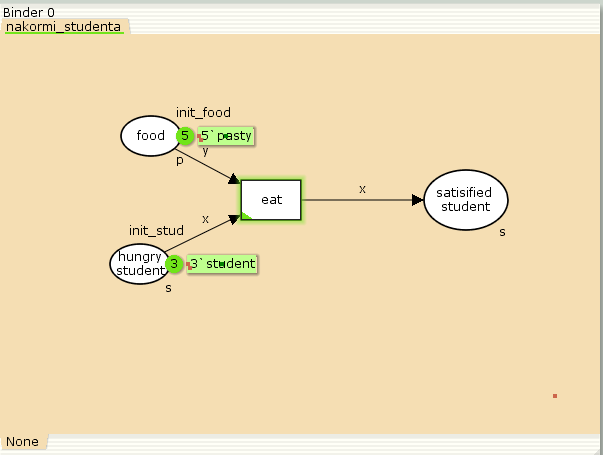 Binder 0
nakormi_studenta
init_food
food
5
5`pasty
p
y
eat
x
satisified
student
s
x
init_stud
hungry
student
3
3`student
s
None